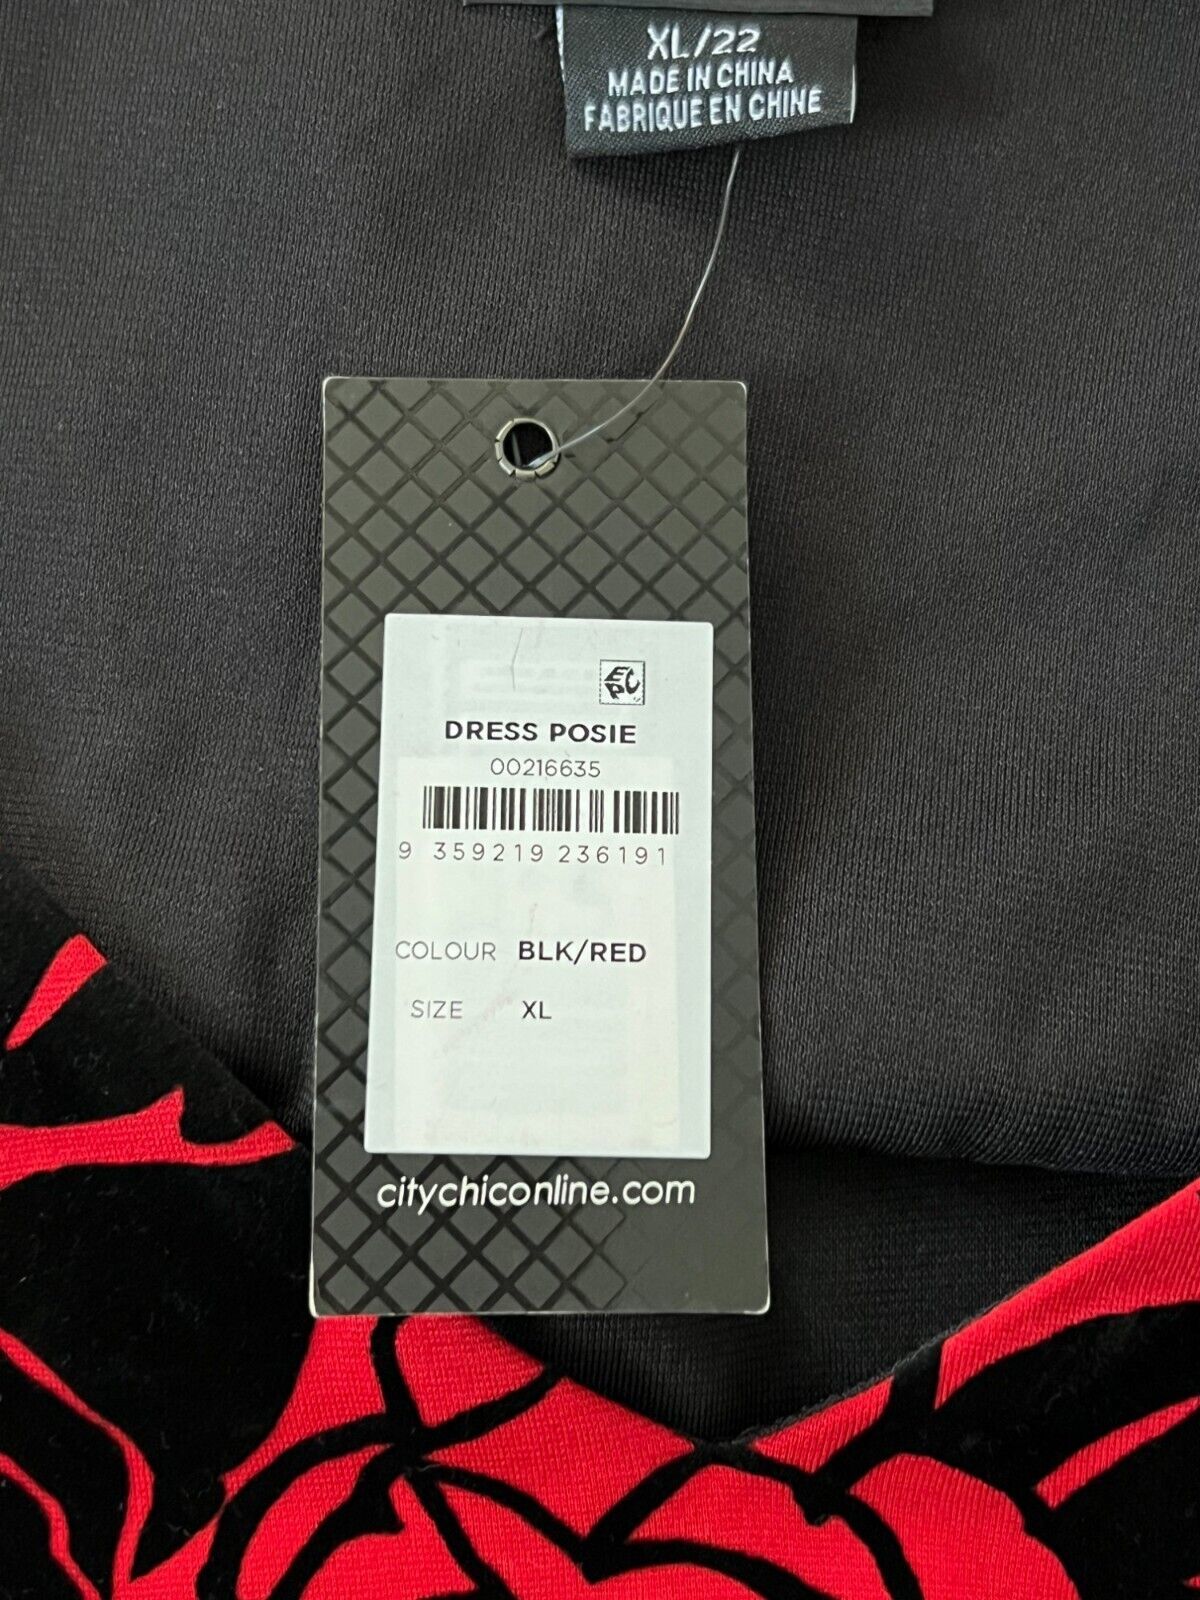 XL/22
MADE IN CHINA
FABRIQUE EN CHINE
EPC
DRESS POSIE
00216635
9 359219 236191
COLOUR BLK/RED
SIZE XL
citychiconline.com